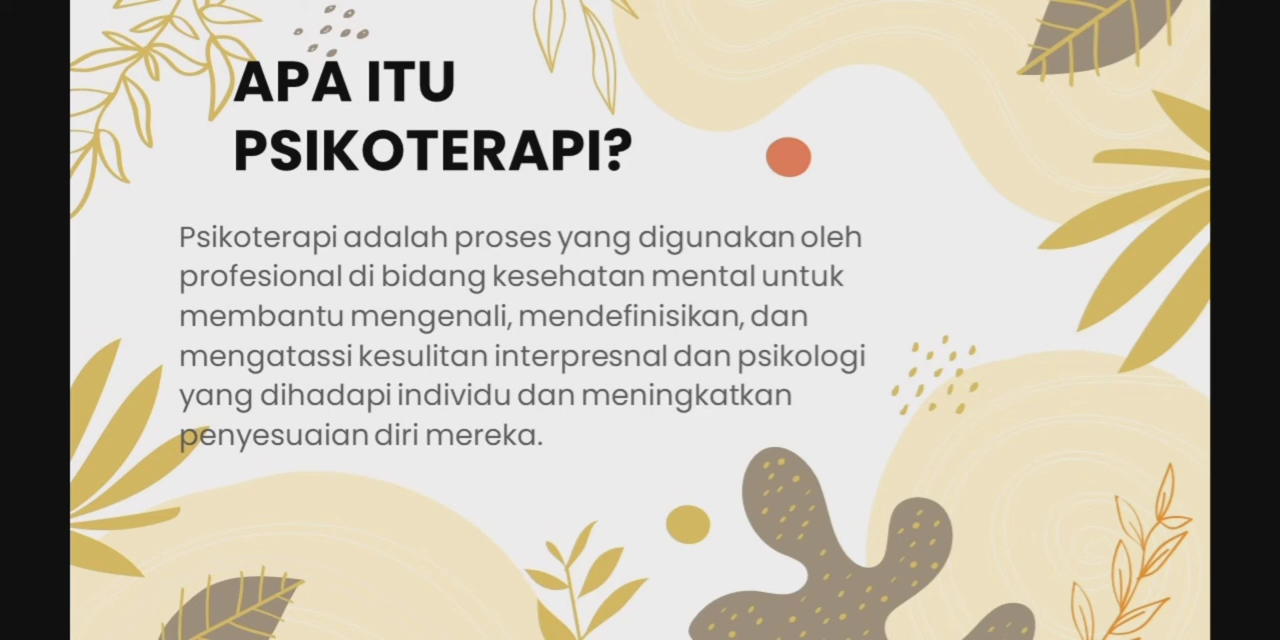 APA ITU
PSIKOTERAPI?
Psikoterapi adalah proses yang digunakan oleh
profesional di bidang kesehatan mental untuk
membantu mengenali, mendefinisikan, dan
mengatassi kesulitan interpresnal dan psikologi
yang dihadapi individu dan meningkatkan
penyesuaian diri mereka.